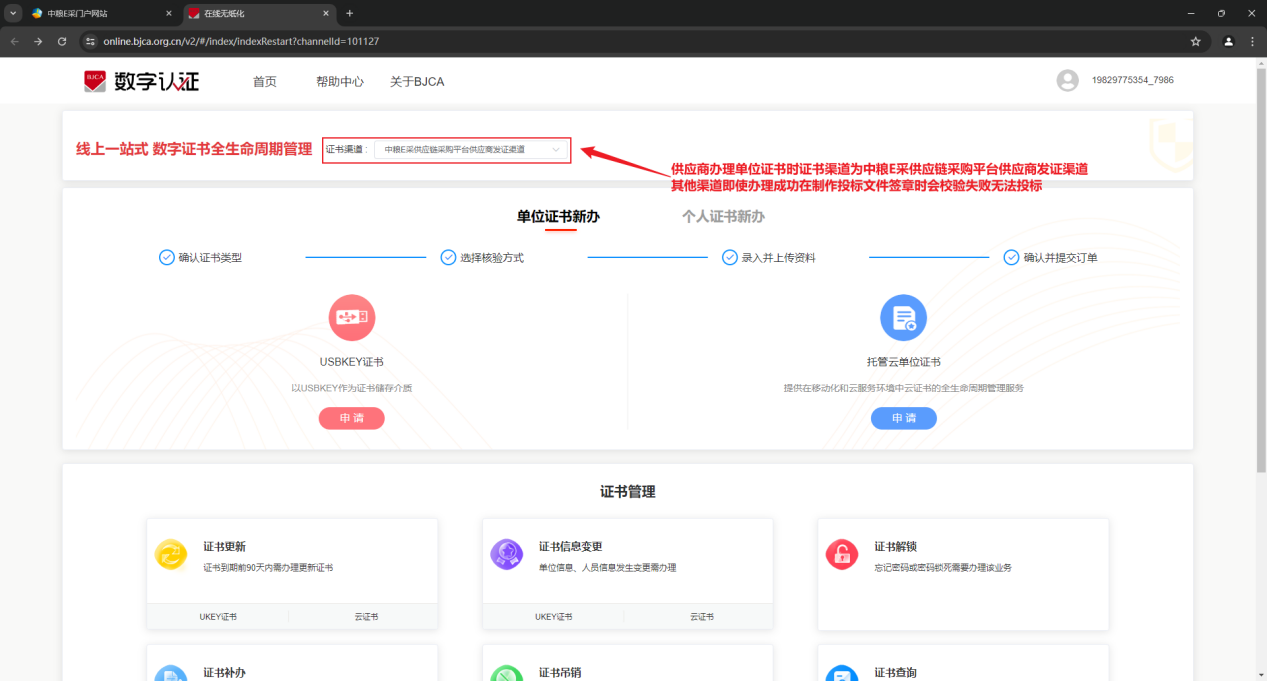 中粮E采门户网站
在线无纸化
online.bjca.org.cn/v2/#/index/indexRestart?channelId=101127
BJCA 数字认证
首页
帮助中心
关于BJCA
19829775354_7986
线上一站式 数字证书全生命周期管理
证书渠道：
中粮E采供应链采购平台供应商发证渠道
供应商办理单位证书时证书渠道为中粮E采供应链采购平台供应商发证渠道
其他渠道即使办理成功在制作投标文件签章时会校验失败无法投标
单位证书新办
个人证书新办
确认证书类型
选择核验方式
录入并上传资料
确认并提交订单
USBKEY证书
以USBKEY作为证书储存介质
申 请
托管云单位证书
提供在移动化和云服务环境中云证书的全生命周期管理服务
申 请
证书管理
证书更新
证书到期前90天内需办理更新证书
UKEY证书
云证书
证书信息变更
单位信息、人员信息发生变更需办理
UKEY证书
云证书
证书解锁
忘记密码或密码锁死需要办理该业务
证书补办
证书吊销
证书查询